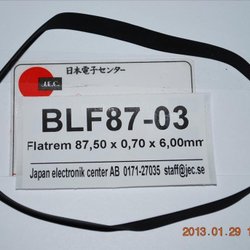 日本電子センター
J.E.C.
BLF87-03
Flatrem 87,50 x 0,70 x 6,00mm
Japan electronik center AB 0171-27035 staff@jec.se
2013.01.29 1